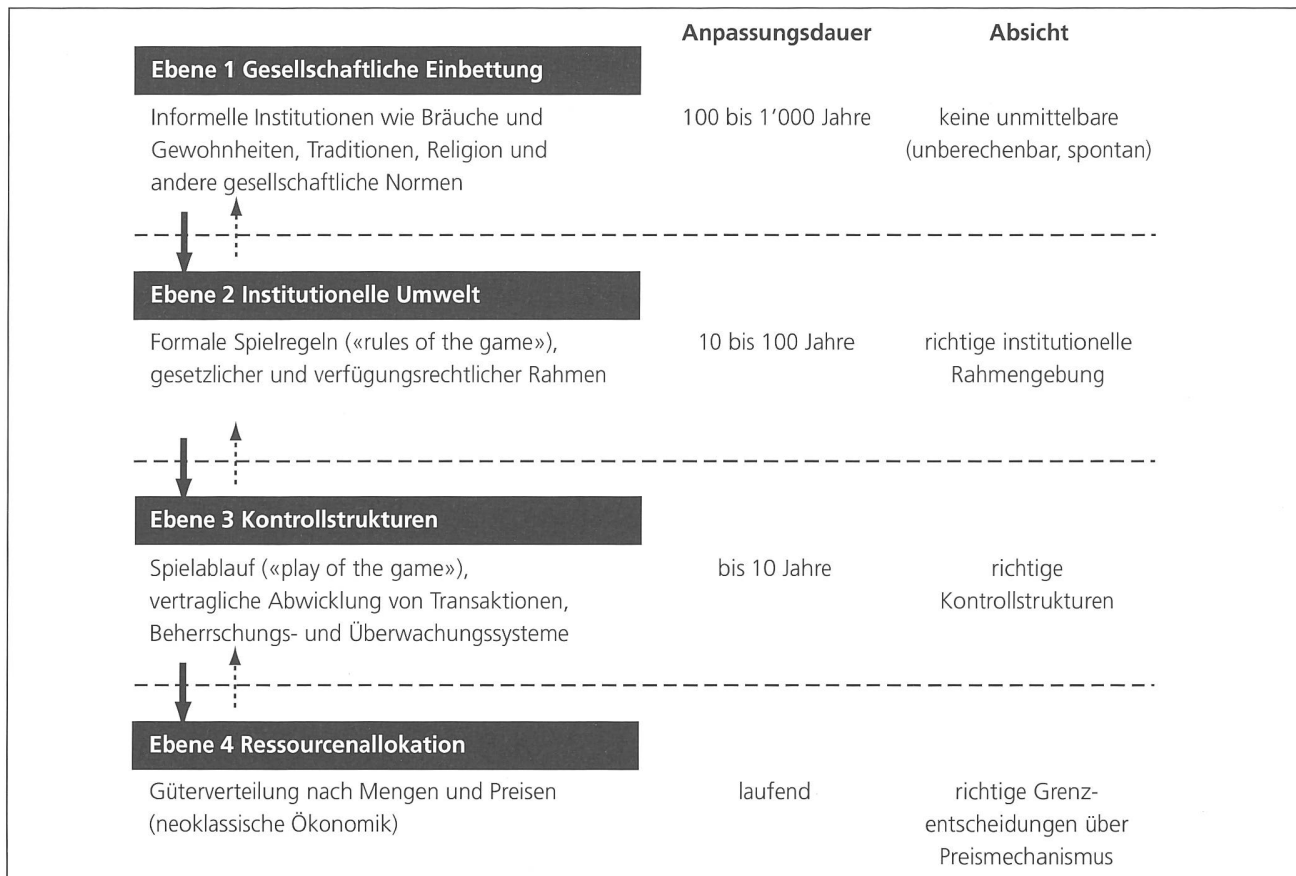 Anpassungsdauer Absicht
Ebene 1 Gesellschaftliche Einbettung
Informelle Institutionen wie Bräuche und 100 bis 1’000 Jahre keine unmittelbare
Gewohnheiten, Traditionen, Religion und (unberechenbar, spontan)
andere gesellschaftliche Normen
Ebene 2 Institutionelle Umwelt
Formale Spielregeln («rules of the game»), 10 bis 100 Jahre richtige institutionelle
gesetzlicher und verfügungsrechtlicher Rahmen Rahmengebung
Ebene 3 Kontrollstrukturen
Spielablauf («play of the game»), bis 10 Jahre richtige
vertragliche Abwicklung von Transaktionen, Kontrollstrukturen
Beherrschungs- und Überwachungssysteme
Ebene 4 Ressourcenallokation
Güterverteilung nach Mengen und Preisen laufend richtige Grenz-
(neoklassische Ökonomik) entscheidungen über
Preismechanismus